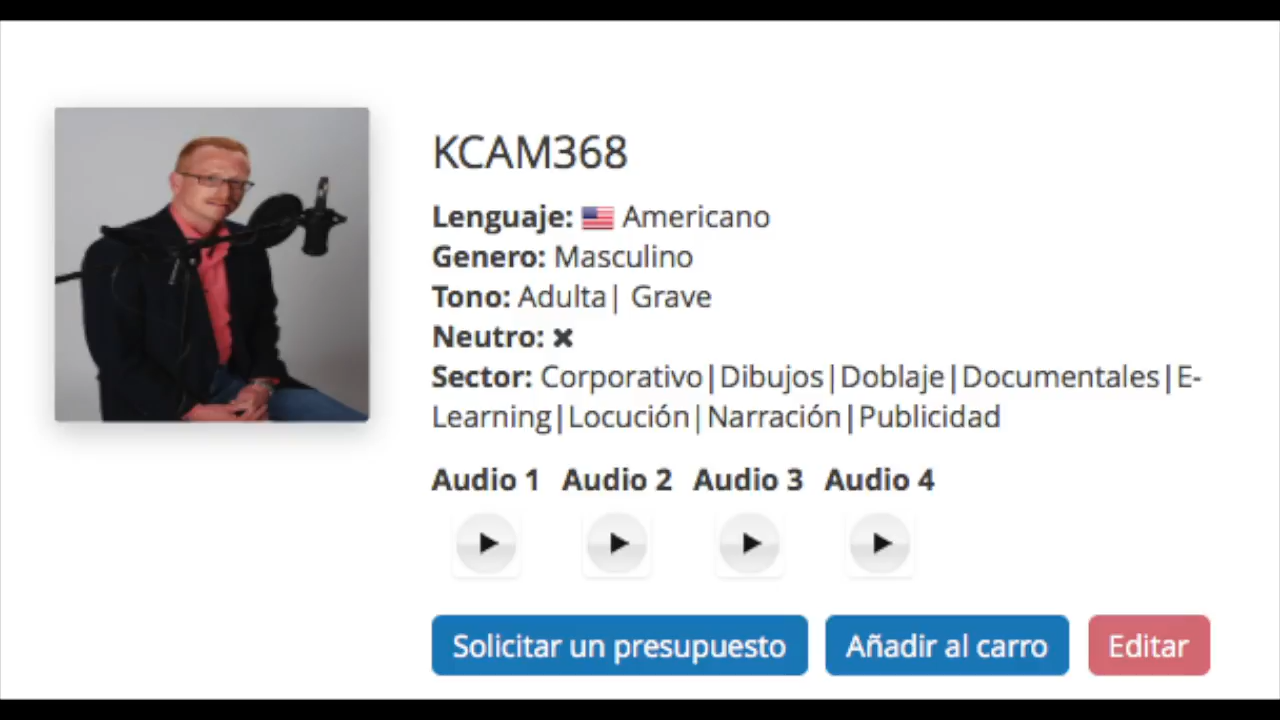 KCAM368
Lenguaje: Americano
Genero: Masculino
Tono: Adulta| Grave
Neutro: ✖
Sector: Corporativo|Dibujos|Doblaje|Documentales|E-
Learning|Locución|Narración|Publicidad
Audio 1 Audio 2 Audio 3 Audio 4
Solicitar un presupuesto Añadir al carro Editar